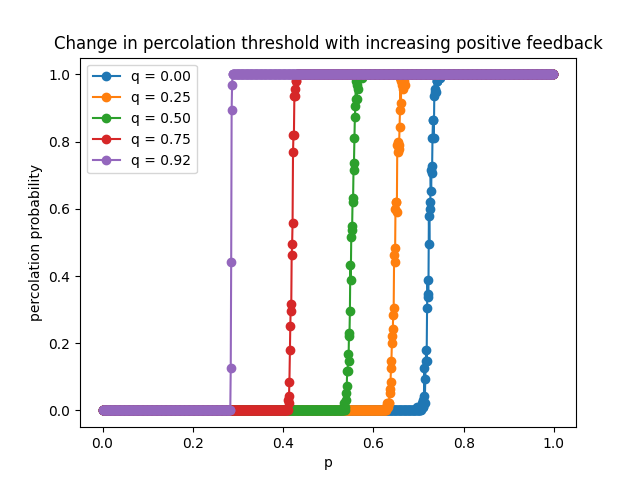 Change in percolation threshold with increasing positive feedback
1.0
0.8
0.6
0.4
0.2
0.0
percolation probability
q = 0.00
q = 0.25
q = 0.50
q = 0.75
q = 0.92
0.0 0.2 0.4 0.6 0.8 1.0
p